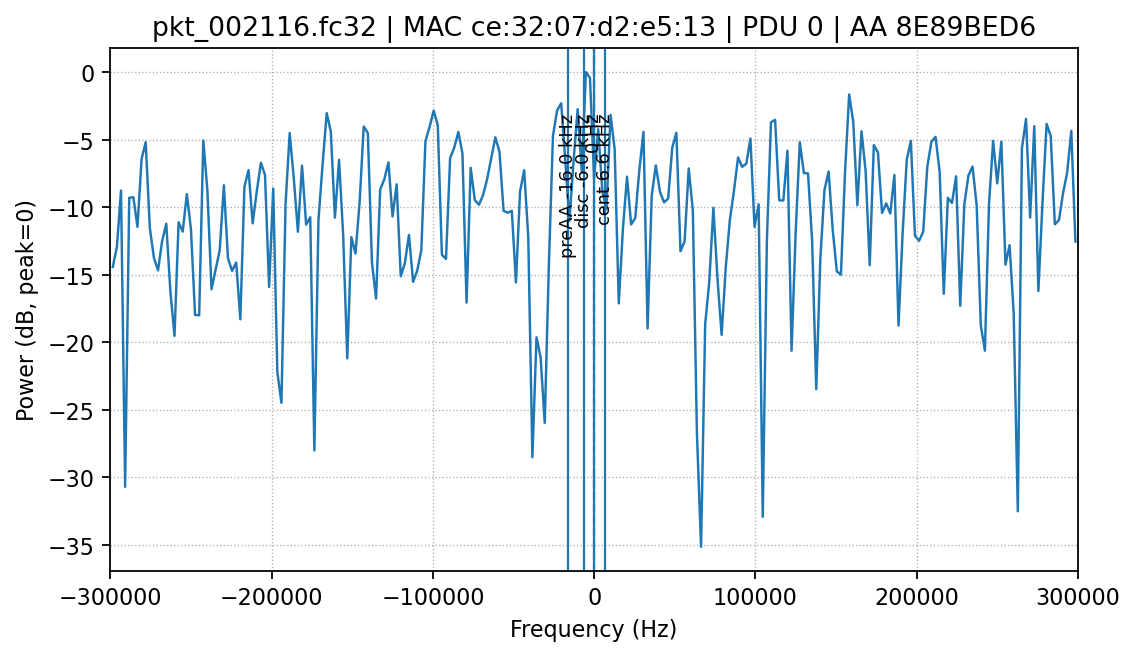 pkt_002116.fc32 | MAC ce:32:07:d2:e5:13 | PDU 0 | AA 8E89BED6
0
−5
−10
−15
−20
−25
−30
−35
Power (dB, peak=0)
preAA -16.0 kHz
disc -6.0 kHz
0 Hz
cent 6.6 kHz
−300000
−200000
−100000
0
100000
200000
300000
Frequency (Hz)